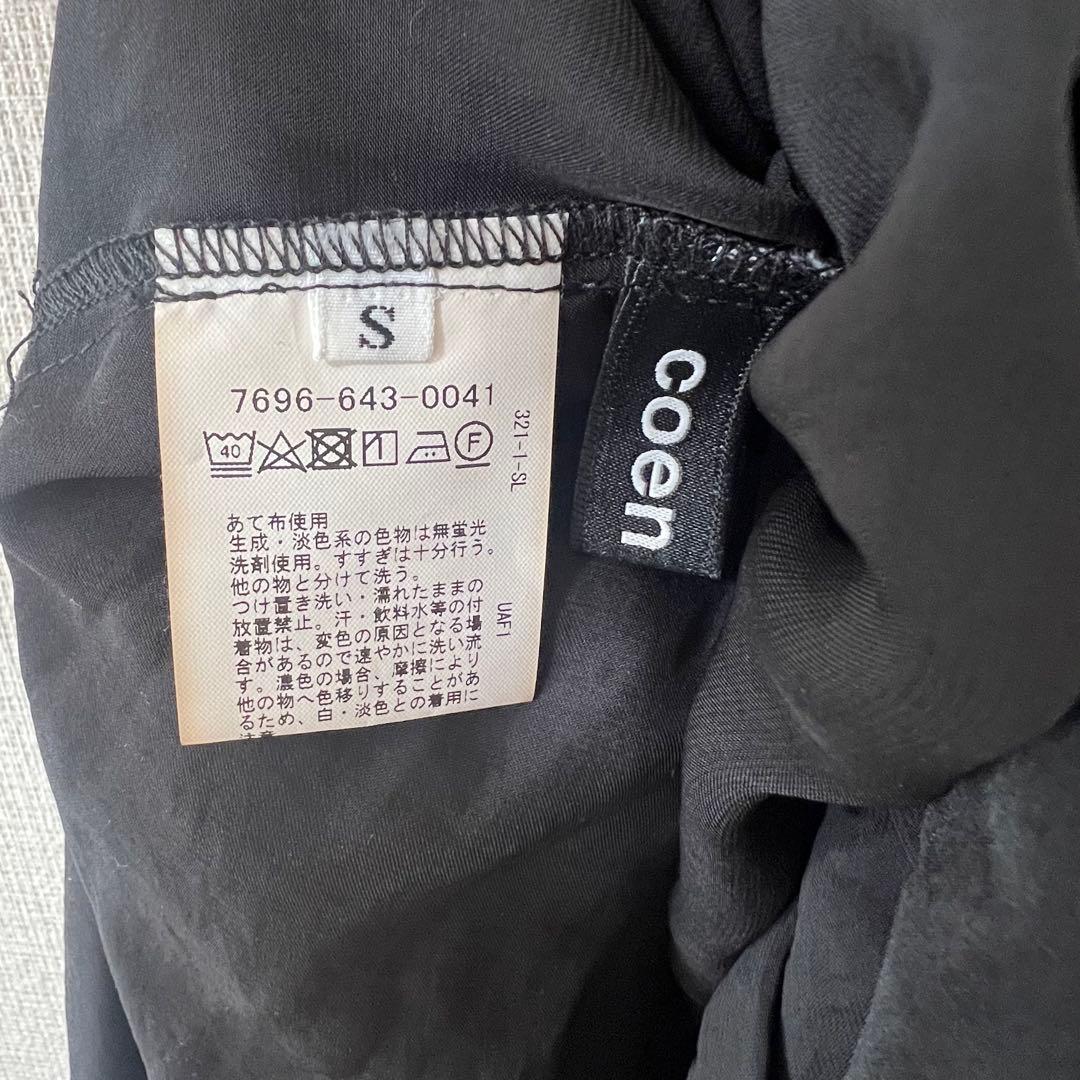 S
7696-643-0041
40
F
321-1-SL
あて布使用
生成・淡色系の色物は無蛍光
洗剤使用。すすぎは十分行う。
他の物と分けて洗う。
つけ置き洗い・濡れたままの
放置禁止。汗・飲料水等の付
着物は、変色の原因となる場
合があるので速やかに洗い流
す。濃色の場合、摩擦により
他の物へ色移りすることがあ
るため、白・淡色との着用に
注意
UAF1
coen